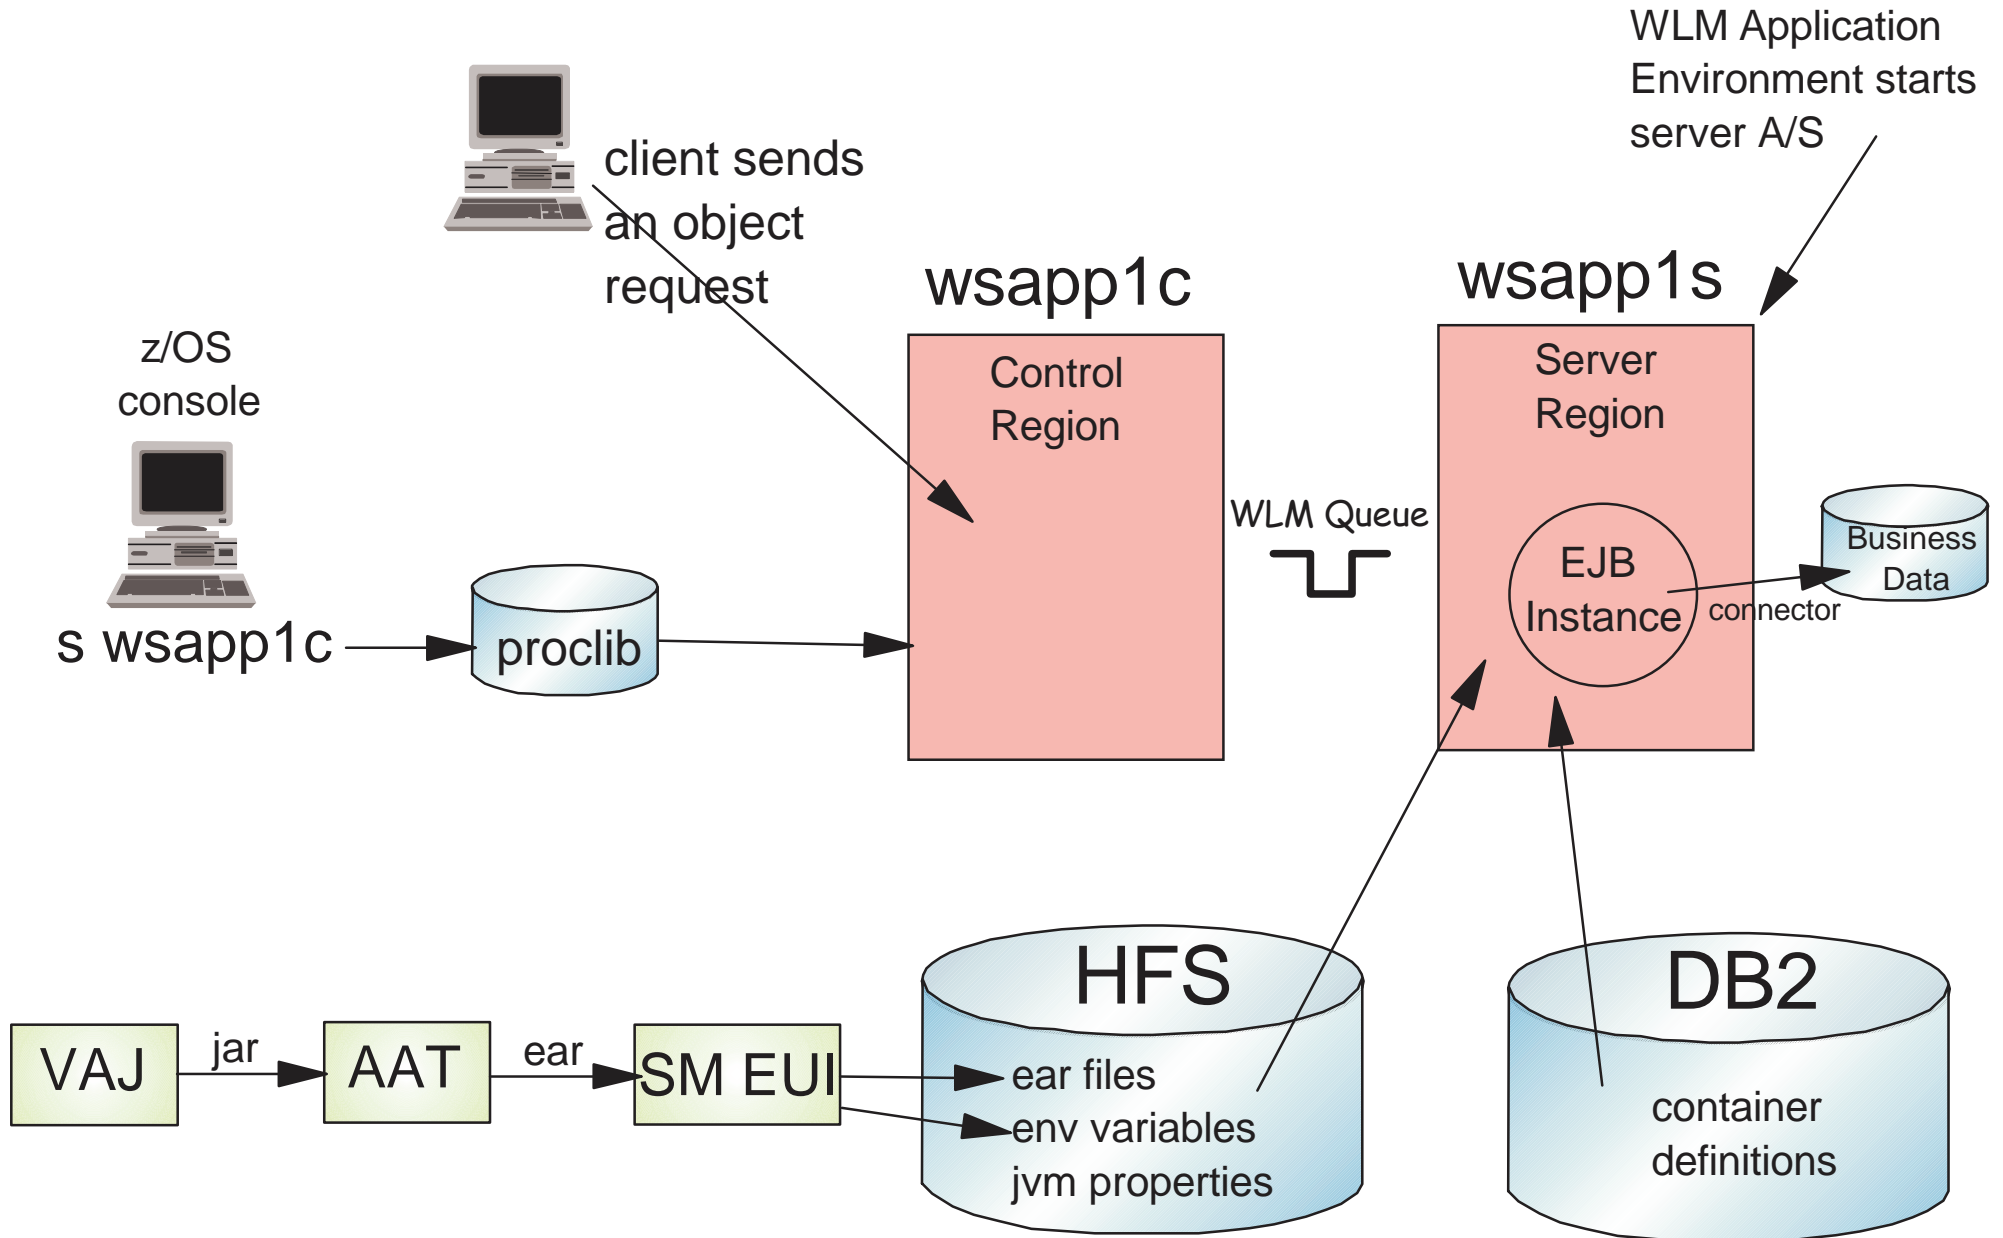 WLM Application
Environment starts
server A/S
client sends
an object
request
wsapp1c
wsapp1s
z/OS
console
Control
Region
Server
Region
WLM Queue
Business
Data
EJB
Instance
connector
s wsapp1c
proclib
HFS
DB2
VAJ
jar
AAT
ear
SM EUI
ear files
env variables
jvm properties
container
definitions